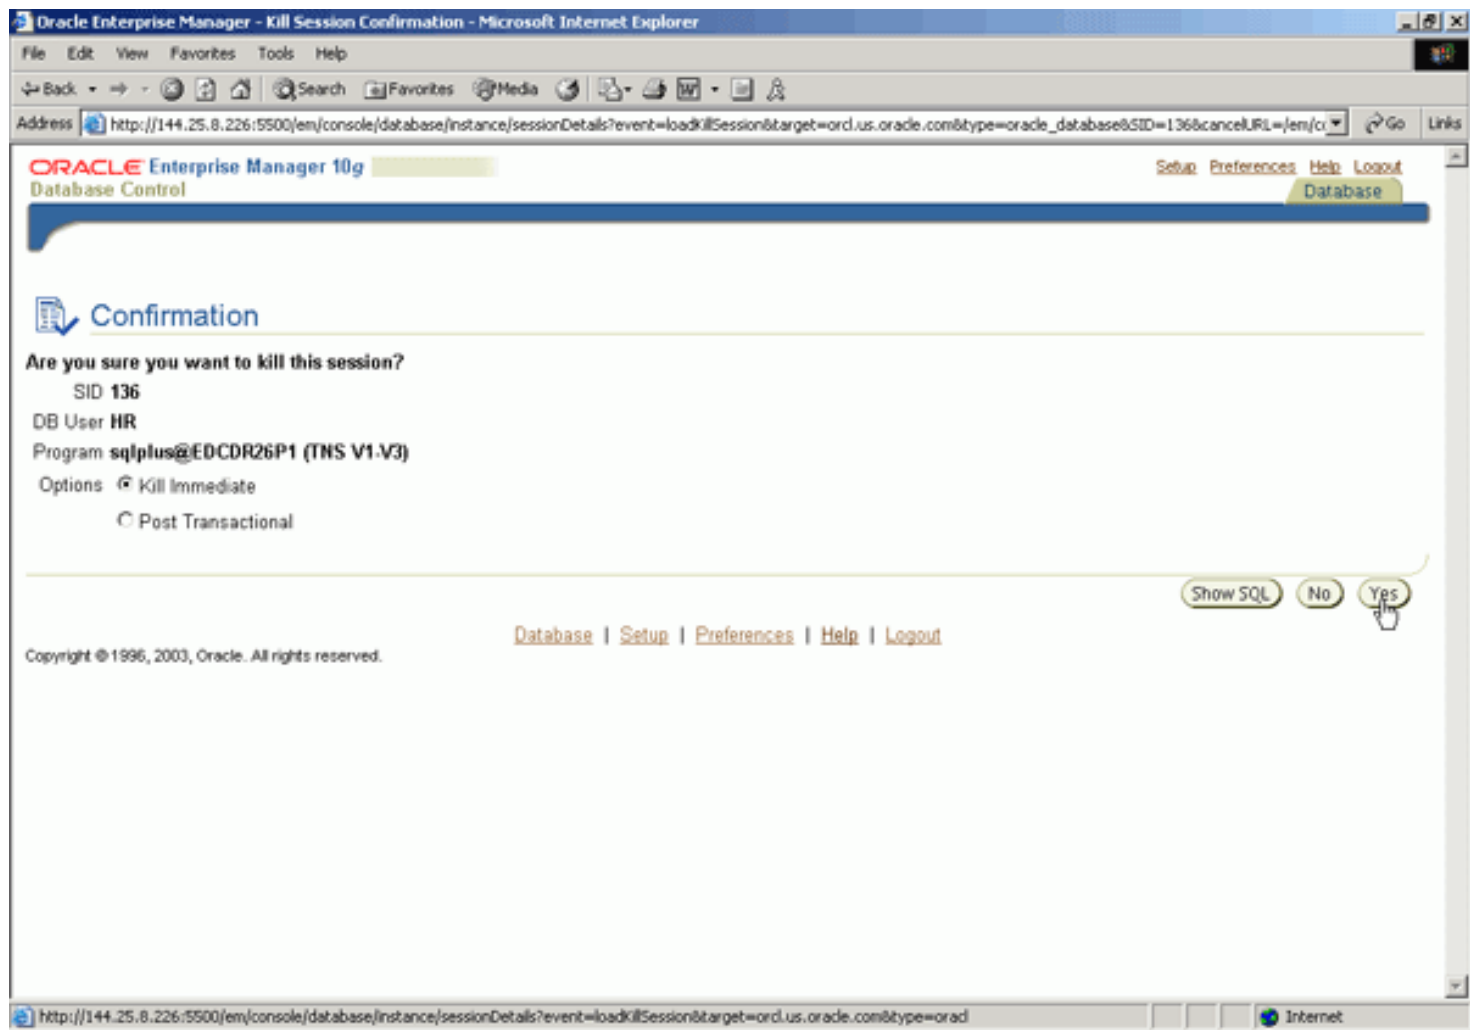 Oracle Enterprise Manager - Kill Session Confirmation - Microsoft Internet Explorer
File Edit View Favorites Tools Help
Back Search Favorites Media
Address http://144.25.8.226:5500/em/console/database/instance/sessionDetails?event=loadKillSession&target=orcl.us.oracle.com&type=oracle_database&SID=136&cancelURL=/em/co Go Links
ORACLE Enterprise Manager 10g
Setup Preferences Help Logout
Database Control
Database
Confirmation
Are you sure you want to kill this session?
SID 136
DB User HR
Program sqlplus@EDCDR26P1 (TNS V1-V3)
Options Kill Immediate
Post Transactional
Show SQL No Yes
Database | Setup | Preferences | Help | Logout
Copyright © 1996, 2003, Oracle. All rights reserved.
http://144.25.8.226:5500/em/console/database/instance/sessionDetails?event=loadKillSession&target=orcl.us.oracle.com&type=oracl Internet